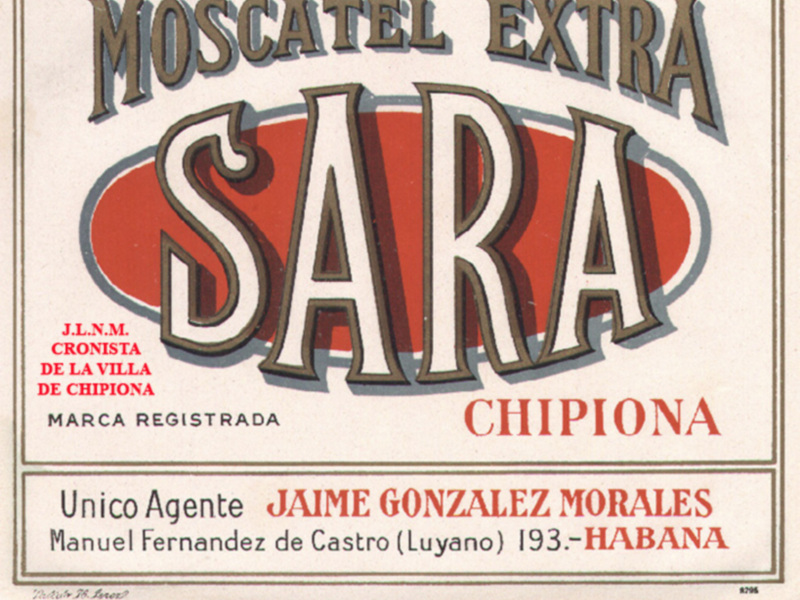 MOSCATEL EXTRA
SARA
J.L.N.M.
CRONISTA
DE LA VILLA
DE CHIPIONA
MARCA REGISTRADA
CHIPIONA
Unico Agente JAIME GONZALEZ MORALES
Manuel Fernandez de Castro (Luyano) 193.-HABANA